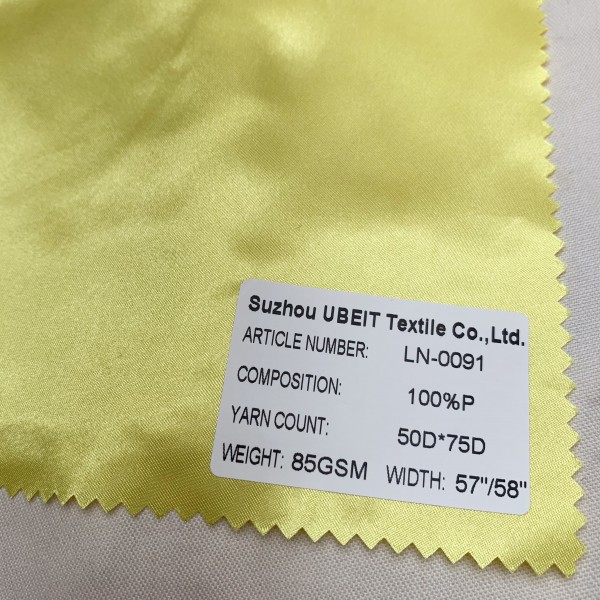 Suzhou UBEIT Textile Co.,Ltd.
ARTICLE NUMBER: LN-0091
COMPOSITION: 100%P
YARN COUNT: 50D*75D
WEIGHT: 85GSM WIDTH: 57"/58"